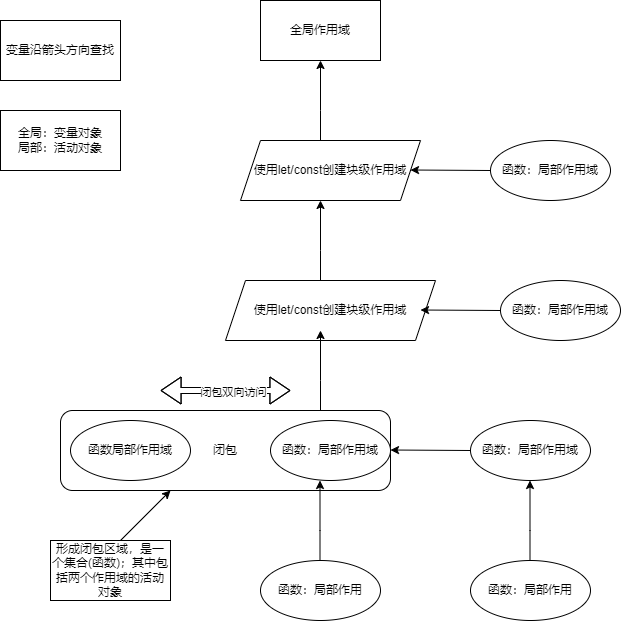 全局作用域
变量沿箭头方向查找
全局：变量对象
局部：活动对象
使用let/const创建块级作用域
函数：局部作用域
使用let/const创建块级作用域
函数：局部作用域
闭包双向访问
函数局部作用域
闭包
函数：局部作用域
函数：局部作用域
形成闭包区域，是一
个集合(函数)；其中包
括两个作用域的活动
对象
函数：局部作用
函数：局部作用